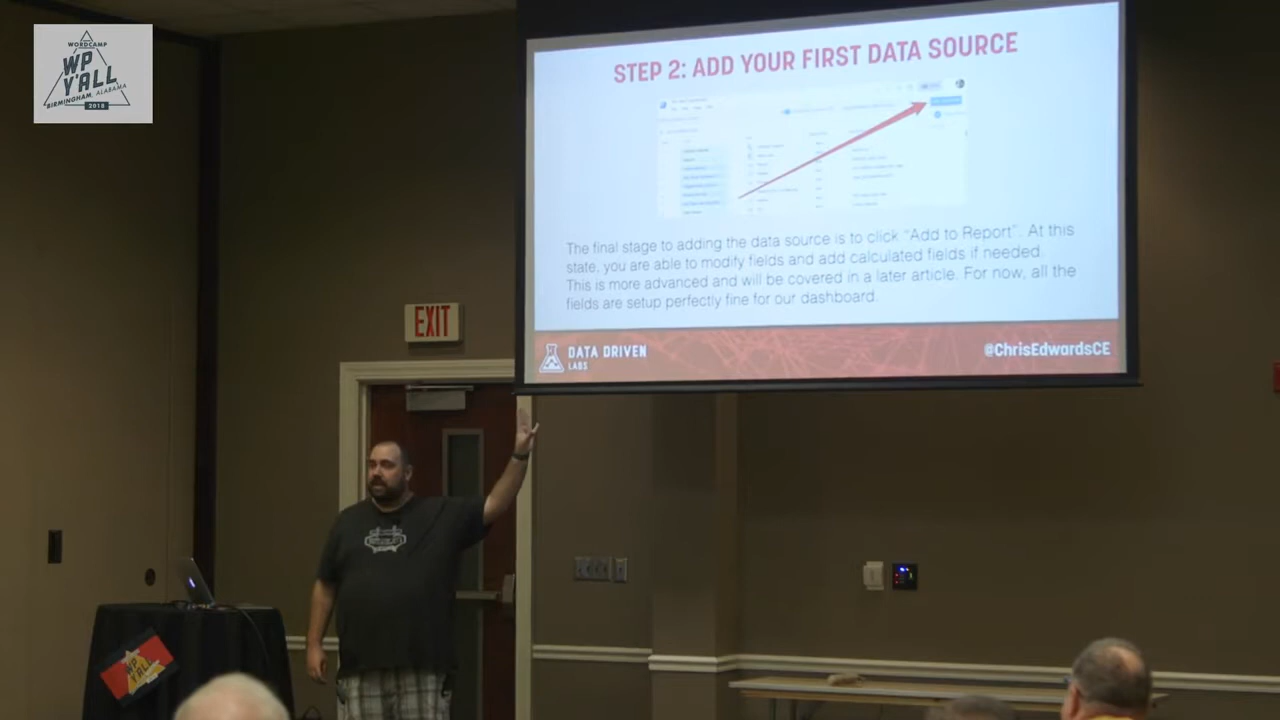 WORDCAMP
WP
Y'ALL
BIRMINGHAM, ALABAMA
2018
STEP 2: ADD YOUR FIRST DATA SOURCE
The final stage to adding the data source is to click “Add to Report”. At this
state, you are able to modify fields and add calculated fields if needed.
This is more advanced and will be covered in a later article. For now, all the
fields are setup perfectly fine for our dashboard.
DATA DRIVEN
LABS
@ChrisEdwardsCE
EXIT
WP
Y'ALL